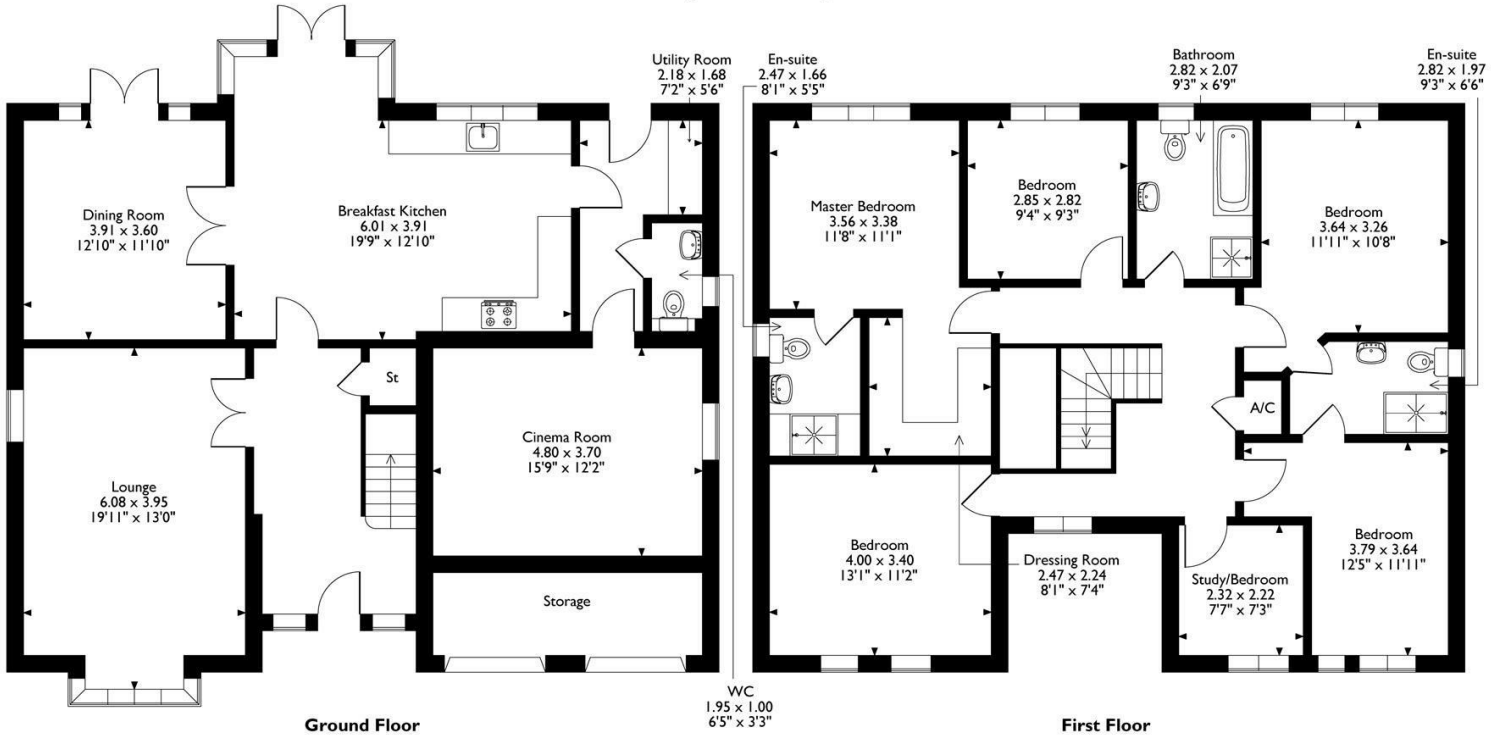 Utility Room
2.18 x 1.68
7'2" x 5'6"
En-suite
2.47 x 1.66
8'1" x 5'5"
Bathroom
2.82 x 2.07
9'3" x 6'9"
En-suite
2.82 x 1.97
9'3" x 6'6"
Dining Room
3.91 x 3.60
12'10" x 11'10"
Breakfast Kitchen
6.01 x 3.91
19'9" x 12'10"
Master Bedroom
3.56 x 3.38
11'8" x 11'1"
Bedroom
2.85 x 2.82
9'4" x 9'3"
Bedroom
3.64 x 3.26
11'11" x 10'8"
St
A/C
Lounge
6.08 x 3.95
19'11" x 13'0"
Cinema Room
4.80 x 3.70
15'9" x 12'2"
Storage
Bedroom
4.00 x 3.40
13'1" x 11'2"
Dressing Room
2.47 x 2.24
8'1" x 7'4"
Study/Bedroom
2.32 x 2.22
7'7" x 7'3"
Bedroom
3.79 x 3.64
12'5" x 11'11"
WC
1.95 x 1.00
6'5" x 3'3"
Ground Floor
First Floor